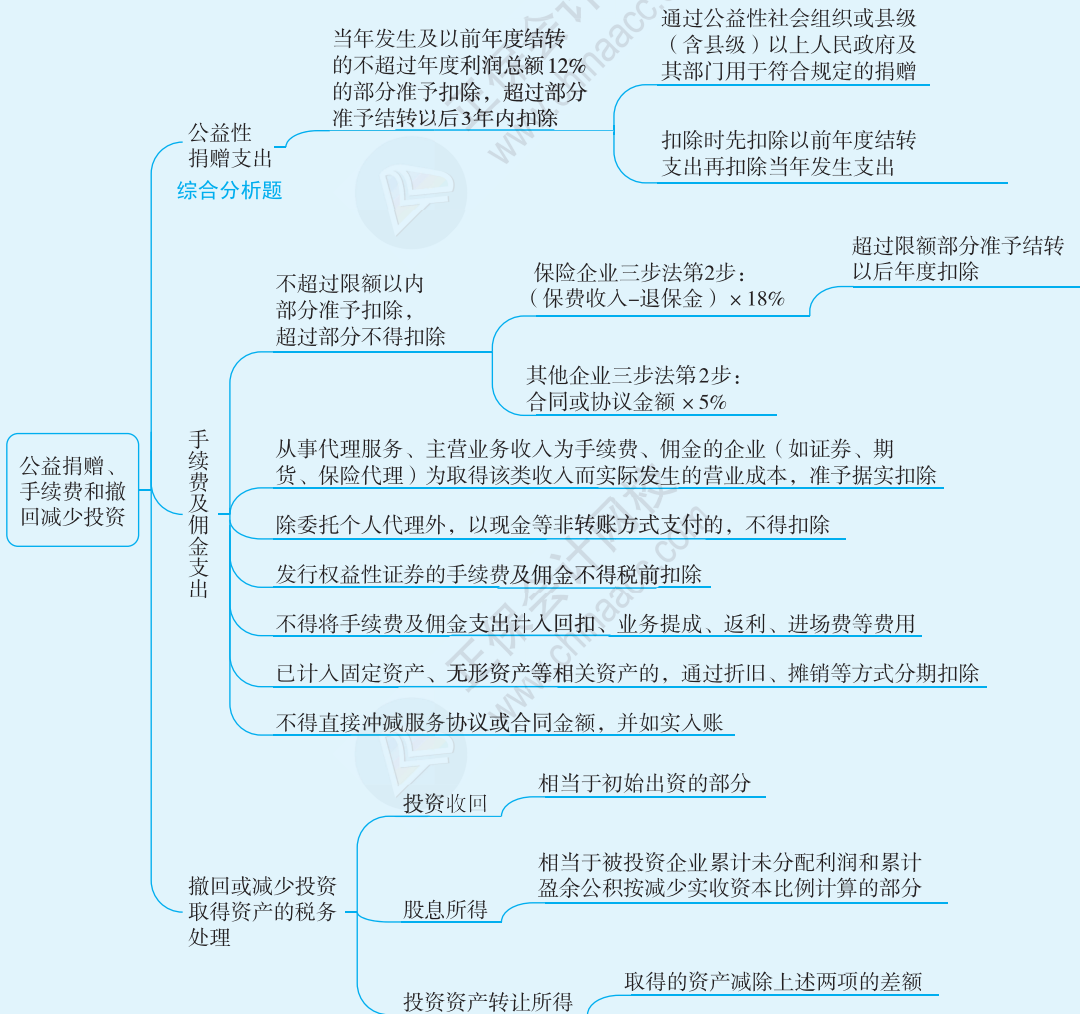 公益捐赠、
手续费和撤
回减少投资
公益性
捐赠支出
综合分析题
当年发生及以前年度结转
的不超过年度利润总额12%
的部分准予扣除，超过部分
准予结转以后3年内扣除
通过公益性社会组织或县级
（含县级）以上人民政府及
其部门用于符合规定的捐赠
扣除时先扣除以前年度结转
支出再扣除当年发生支出
手续费及佣金支出
不超过限额以内
部分准予扣除，
超过部分不得扣除
保险企业三步法第2步：
（保费收入-退保金）×18%
超过限额部分准予结转
以后年度扣除
其他企业三步法第2步：
合同或协议金额×5%
从事代理服务、主营业务收入为手续费、佣金的企业（如证券、期
货、保险代理）为取得该类收入而实际发生的营业成本，准予据实扣除
除委托个人代理外，以现金等非转账方式支付的，不得扣除
发行权益性证券的手续费及佣金不得税前扣除
不得将手续费及佣金支出计入回扣、业务提成、返利、进场费等费用
已计入固定资产、无形资产等相关资产的，通过折旧、摊销等方式分期扣除
不得直接冲减服务协议或合同金额，并如实入账
撤回或减少投资
取得资产的税务
处理
投资收回
相当于初始出资的部分
股息所得
相当于被投资企业累计未分配利润和累计
盈余公积按减少实收资本比例计算的部分
投资资产转让所得
取得的资产减除上述两项的差额
正保会计网校
www.chinaacc.com